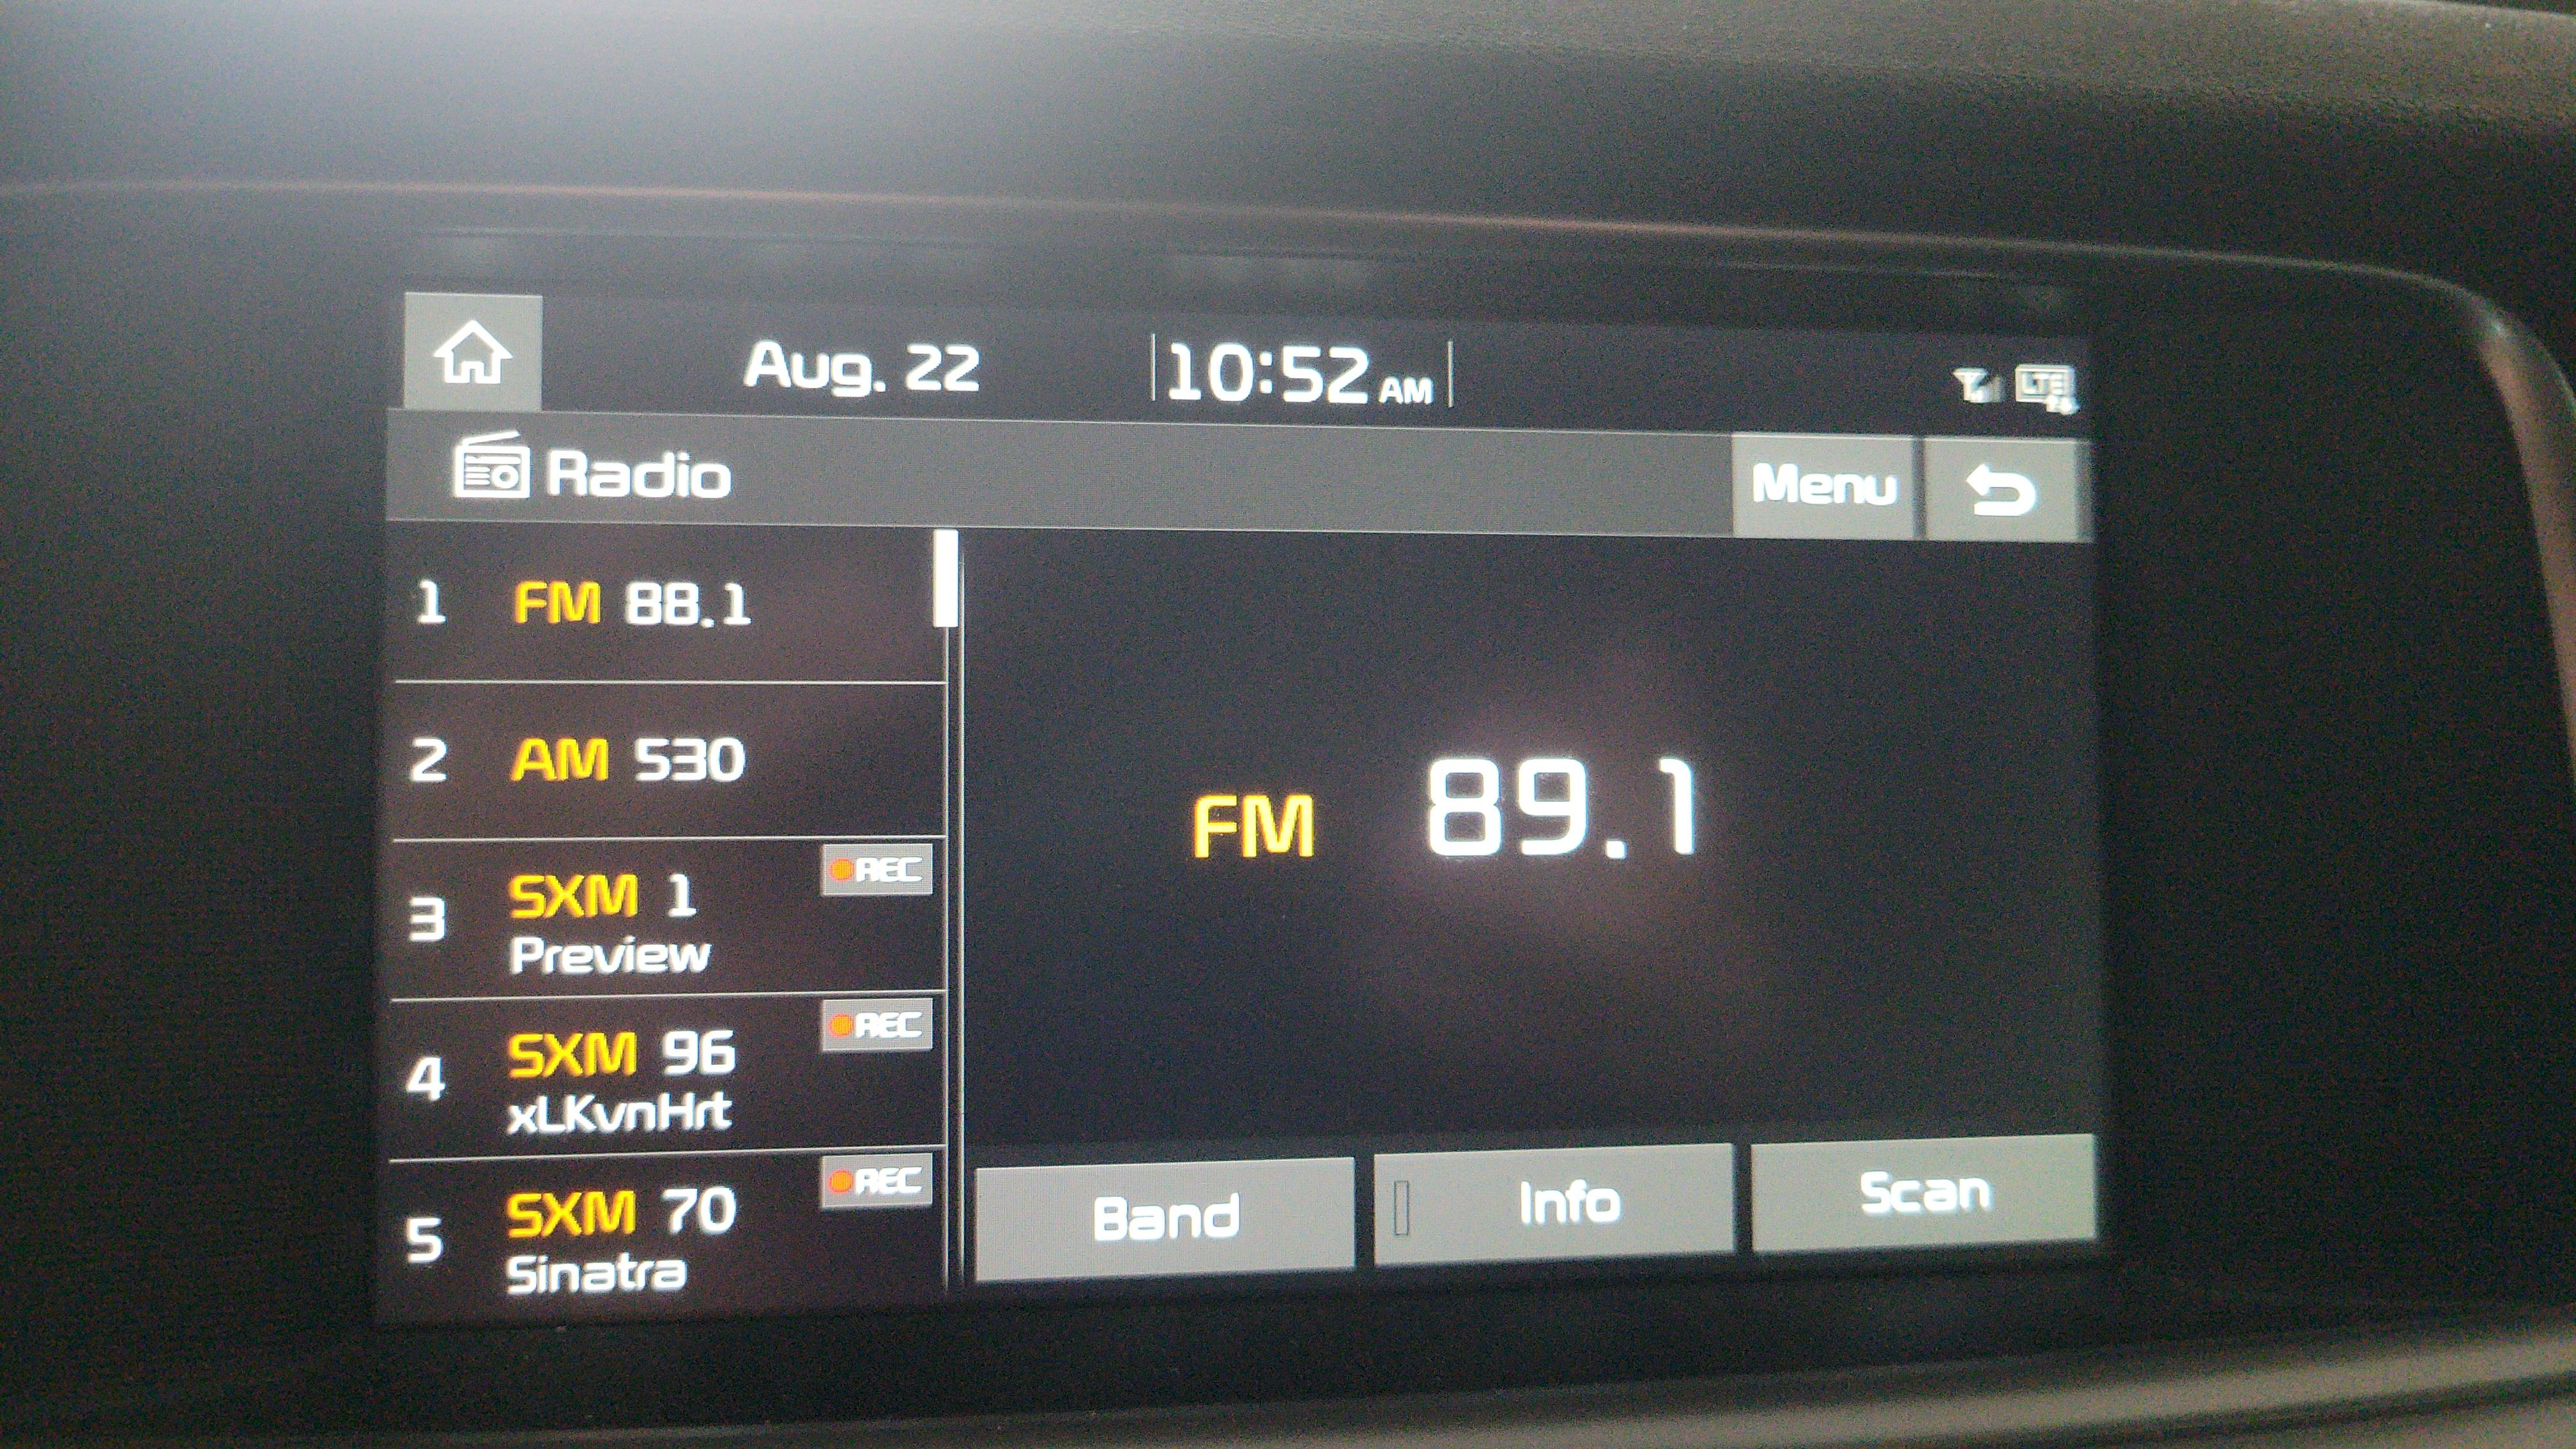 Aug. 22
10:52 AM
LTE
Radio
Menu
1 FM 88.1
2 AM 530
3 SXM 1
REC
Preview
4 SXM 96
REC
xLKvnHrt
5 SXM 70
REC
Sinatra
FM 89.1
Band
Info
Scan